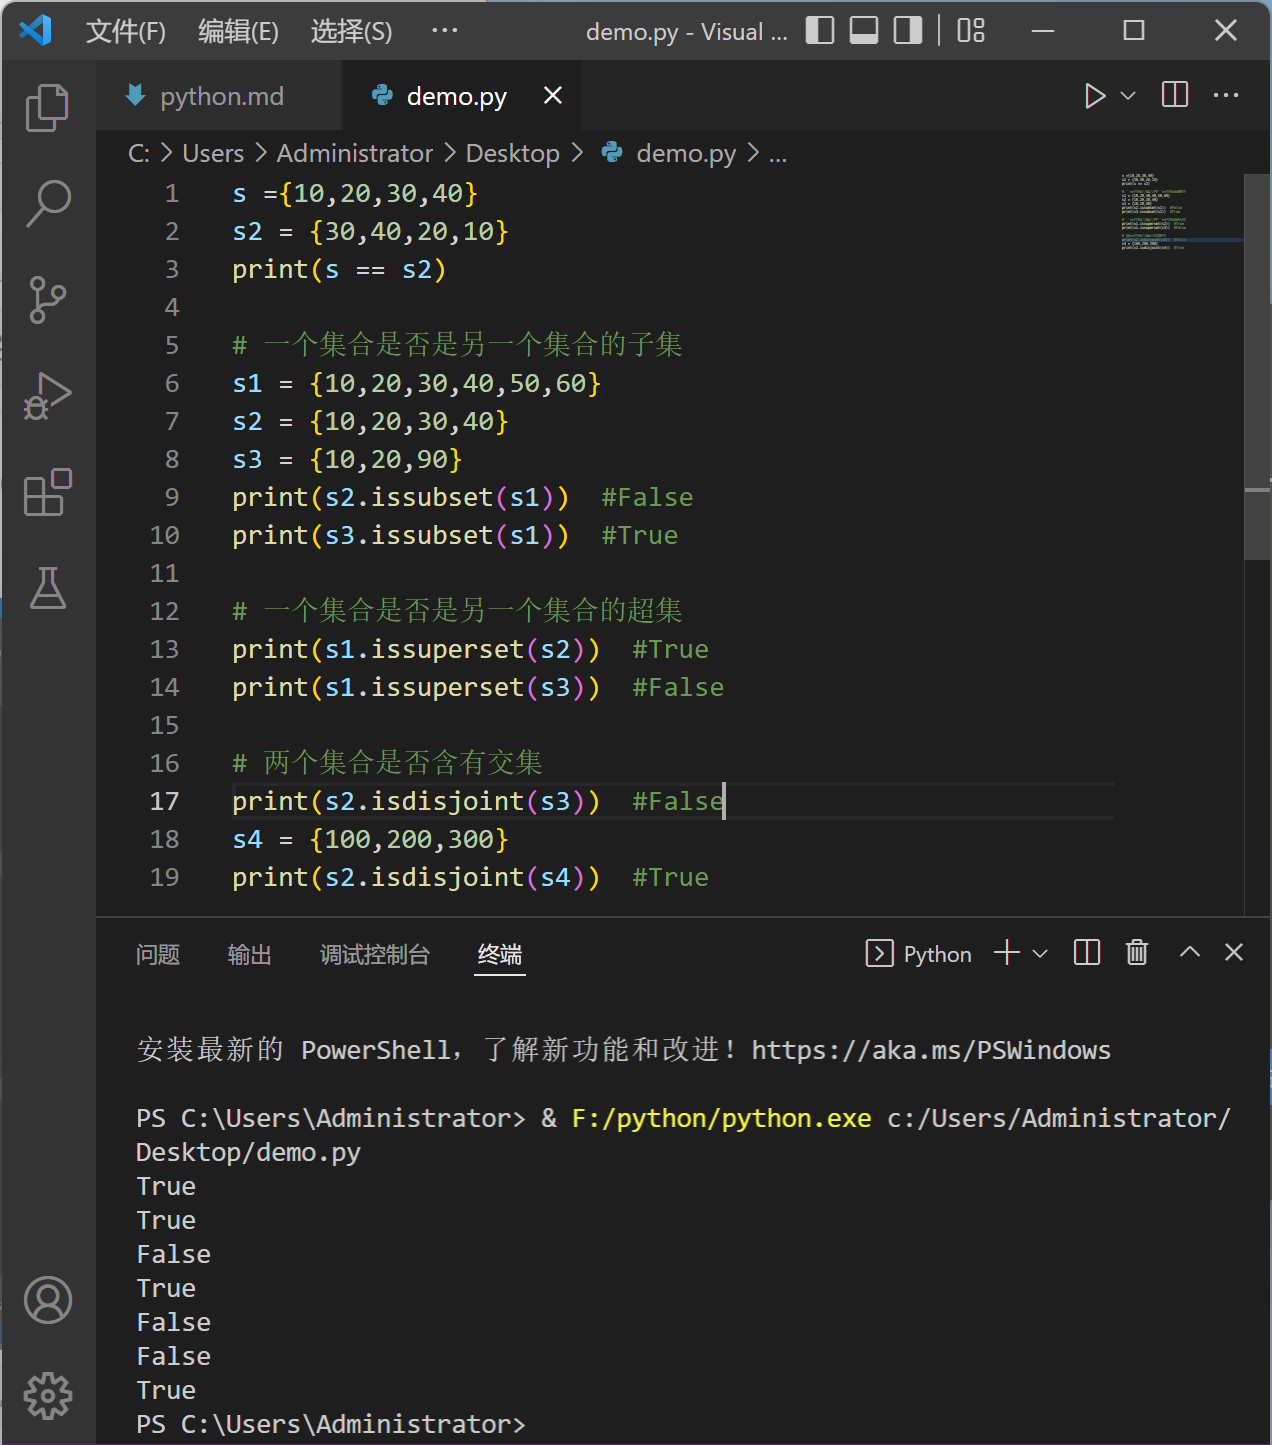 文件(F) 编辑(E) 选择(S) ··· demo.py - Visual ...
python.md demo.py
C: > Users > Administrator > Desktop > demo.py > ...
1 s ={10,20,30,40}
2 s2 = {30,40,20,10}
3 print(s == s2)
4
5 # 一个集合是否是另一个集合的子集
6 s1 = {10,20,30,40,50,60}
7 s2 = {10,20,30,40}
8 s3 = {10,20,90}
9 print(s2.issubset(s1))  #False
10 print(s3.issubset(s1))  #True
11
12 # 一个集合是否是另一个集合的超集
13 print(s1.issuperset(s2))  #True
14 print(s1.issuperset(s3))  #False
15
16 # 两个集合是否含有交集
17 print(s2.isdisjoint(s3))  #False
18 s4 = {100,200,300}
19 print(s2.isdisjoint(s4))  #True
问题 输出 调试控制台 终端 Python
安装最新的 PowerShell，了解新功能和改进！https://aka.ms/PSWindows
PS C:\Users\Administrator> & F:/python/python.exe c:/Users/Administrator/
Desktop/demo.py
True
True
False
True
False
False
True
PS C:\Users\Administrator>